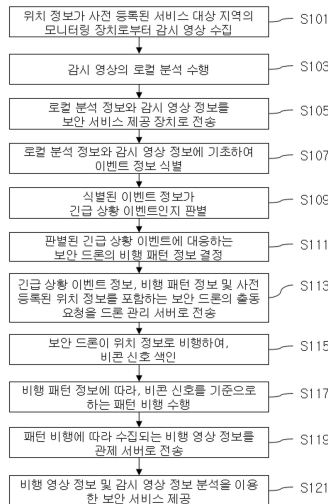 위치 정보가 사전 등록된 서비스 대상 지역의
모니터링 장치로부터 감시 영상 수집
S101
감시 영상의 로컬 분석 수행
S103
로컬 분석 정보와 감시 영상 정보를
보안 서비스 제공 장치로 전송
S105
로컬 분석 정보와 감시 영상 정보에 기초하여
이벤트 정보 식별
S107
식별된 이벤트 정보가
긴급 상황 이벤트인지 판별
S109
판별된 긴급 상황 이벤트에 대응하는
보안 드론의 비행 패턴 정보 결정
S111
긴급 상황 이벤트 정보, 비행 패턴 정보 및 사전
등록된 위치 정보를 포함하는 보안 드론의 출동
요청을 드론 관리 서버로 전송
S113
보안 드론이 위치 정보로 비행하여,
비콘 신호 색인
S115
비행 패턴 정보에 따라, 비콘 신호를 기준으로
하는 패턴 비행 수행
S117
패턴 비행에 따라 수집되는 비행 영상 정보를
관제 서버로 전송
S119
비행 영상 정보 및 감시 영상 정보 분석을 이용
한 보안 서비스 제공
S121